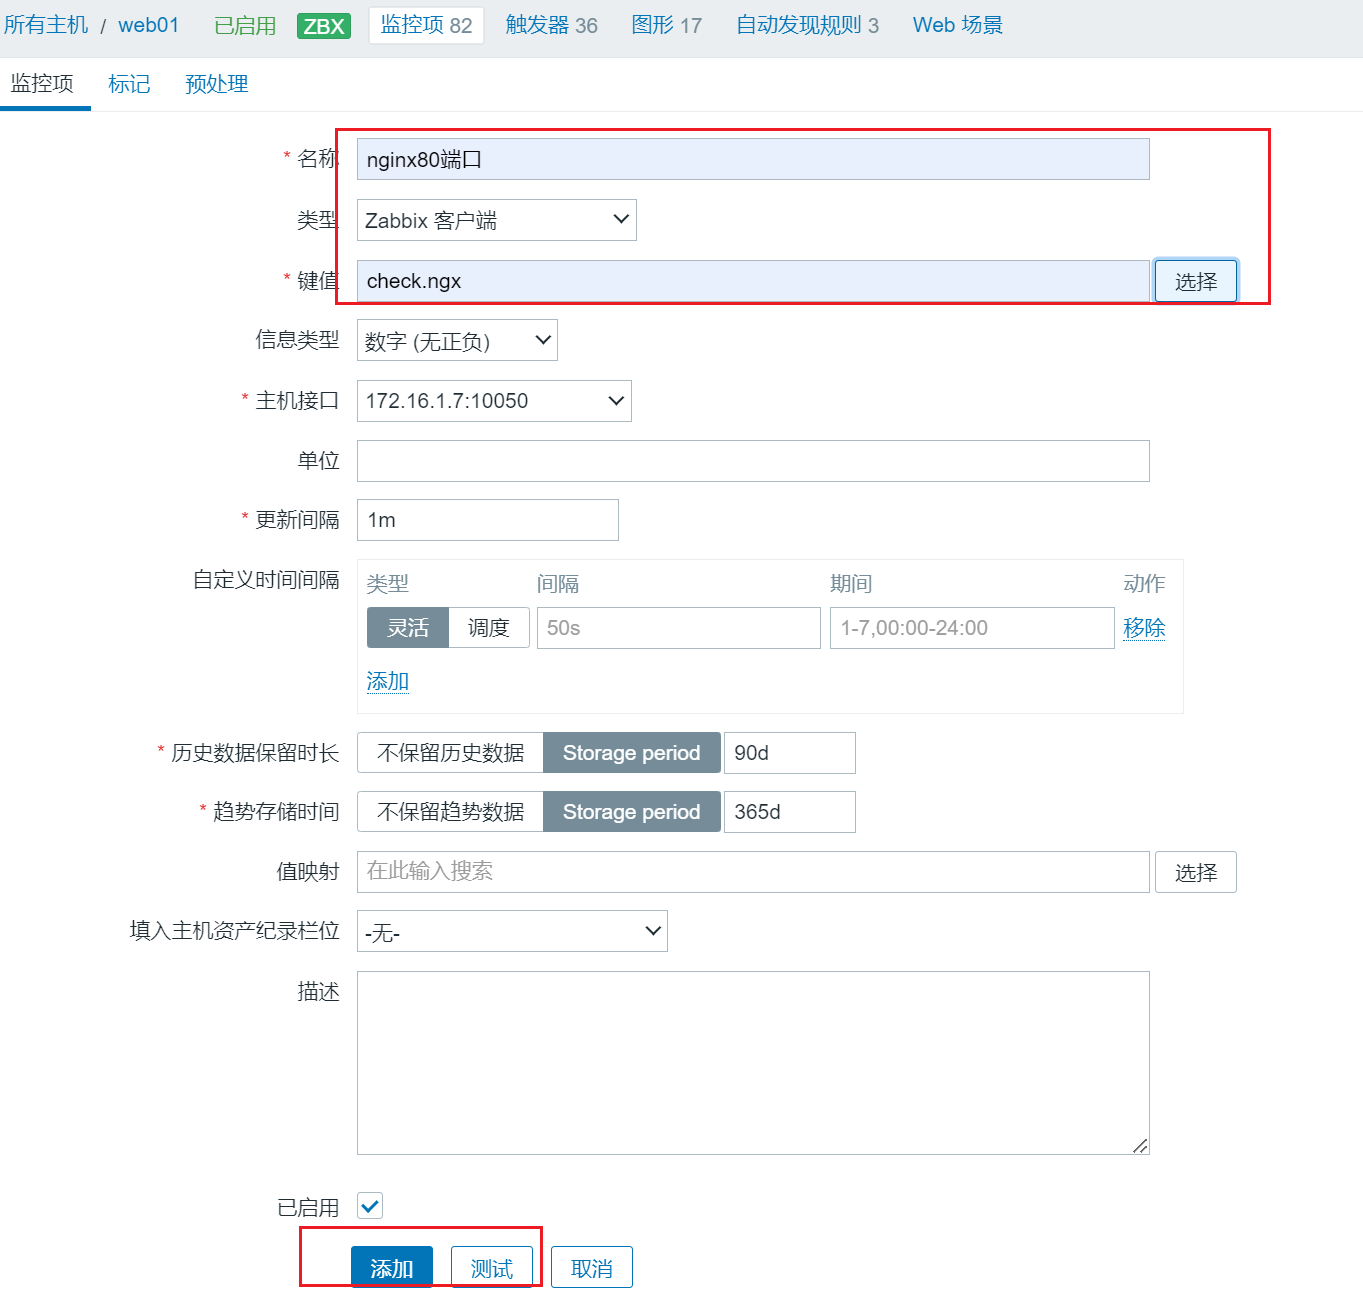 所有主机 / web01 已启用 ZBX 监控项 82 触发器 36 图形 17 自动发现规则 3 Web 场景
监控项 标记 预处理
* 名称 nginx80端口
类型 Zabbix 客户端
* 键值 check.ngx 选择
信息类型 数字 (无正负)
* 主机接口 172.16.1.7:10050
单位
* 更新间隔 1m
自定义时间间隔 类型 间隔 期间 动作
灵活 调度 50s 1-7,00:00-24:00 移除
添加
* 历史数据保留时长 不保留历史数据 Storage period 90d
* 趋势存储时间 不保留趋势数据 Storage period 365d
值映射 在此输入搜索 选择
填入主机资产纪录栏位 -无-
描述
已启用
添加 测试 取消